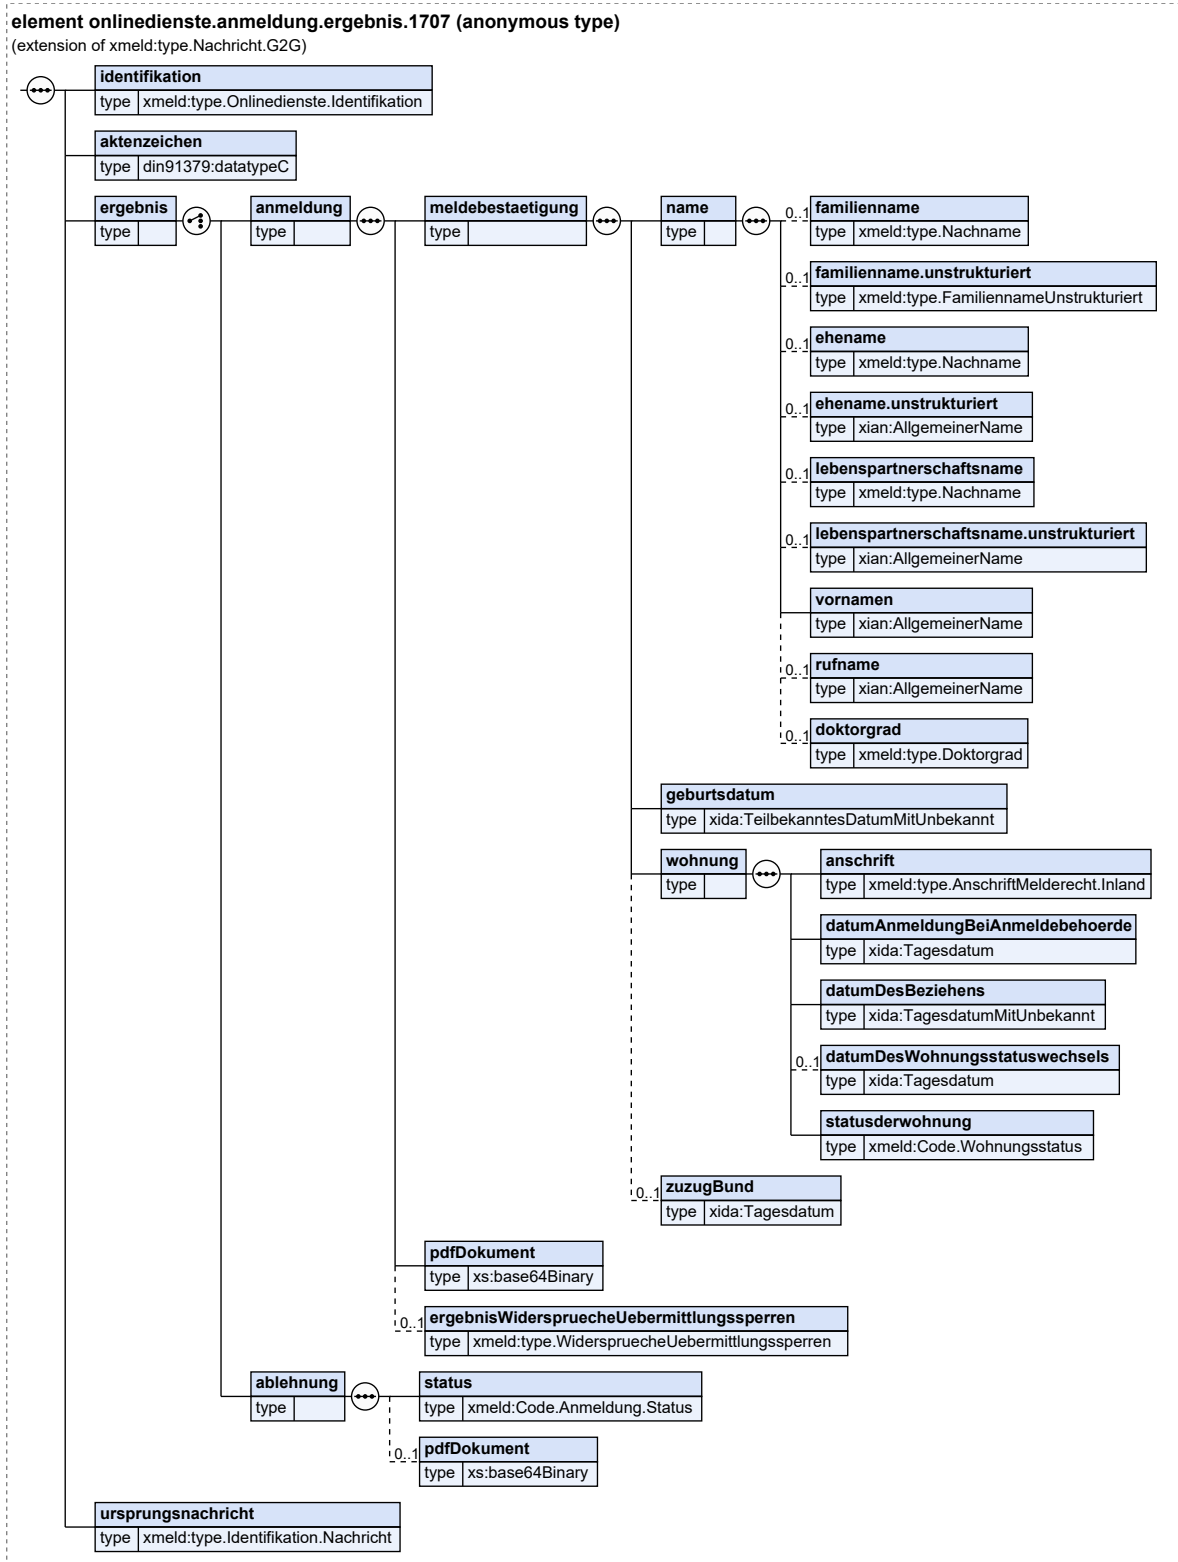 element onlinedienste.anmeldung.ergebnis.1707 (anonymous type)
(extension of xmeld:type.Nachricht.G2G)
identifikation
type xmeld:type.Onlinedienste.Identifikation
aktenzeichen
type din91379:datatypeC
ergebnis
type
anmeldung
type
meldebestaetigung
type
name
type
0..1 familienname
type xmeld:type.Nachname
0..1 familienname.unstrukturiert
type xmeld:type.FamiliennameUnstrukturiert
0..1 ehename
type xmeld:type.Nachname
0..1 ehename.unstrukturiert
type xian:AllgemeinerName
0..1 lebenspartnerschaftsname
type xmeld:type.Nachname
0..1 lebenspartnerschaftsname.unstrukturiert
type xian:AllgemeinerName
vornamen
type xian:AllgemeinerName
0..1 rufname
type xian:AllgemeinerName
0..1 doktorgrad
type xmeld:type.Doktorgrad
geburtsdatum
type xida:TeilbekanntesDatumMitUnbekannt
wohnung
type
anschrift
type xmeld:type.AnschriftMelderecht.Inland
datumAnmeldungBeiAnmeldebehoerde
type xida:Tagesdatum
datumDesBeziehens
type xida:TagesdatumMitUnbekannt
0..1 datumDesWohnungsstatuswechsels
type xida:Tagesdatum
statusderwohnung
type xmeld:Code.Wohnungsstatus
0..1 zuzugBund
type xida:Tagesdatum
pdfDokument
type xs:base64Binary
0..1 ergebnisWiderspruecheUebermittlungssperren
type xmeld:type.WiderspruecheUebermittlungssperren
ablehnung
type
status
type xmeld:Code.Anmeldung.Status
0..1 pdfDokument
type xs:base64Binary
ursprungsnachricht
type xmeld:type.Identifikation.Nachricht